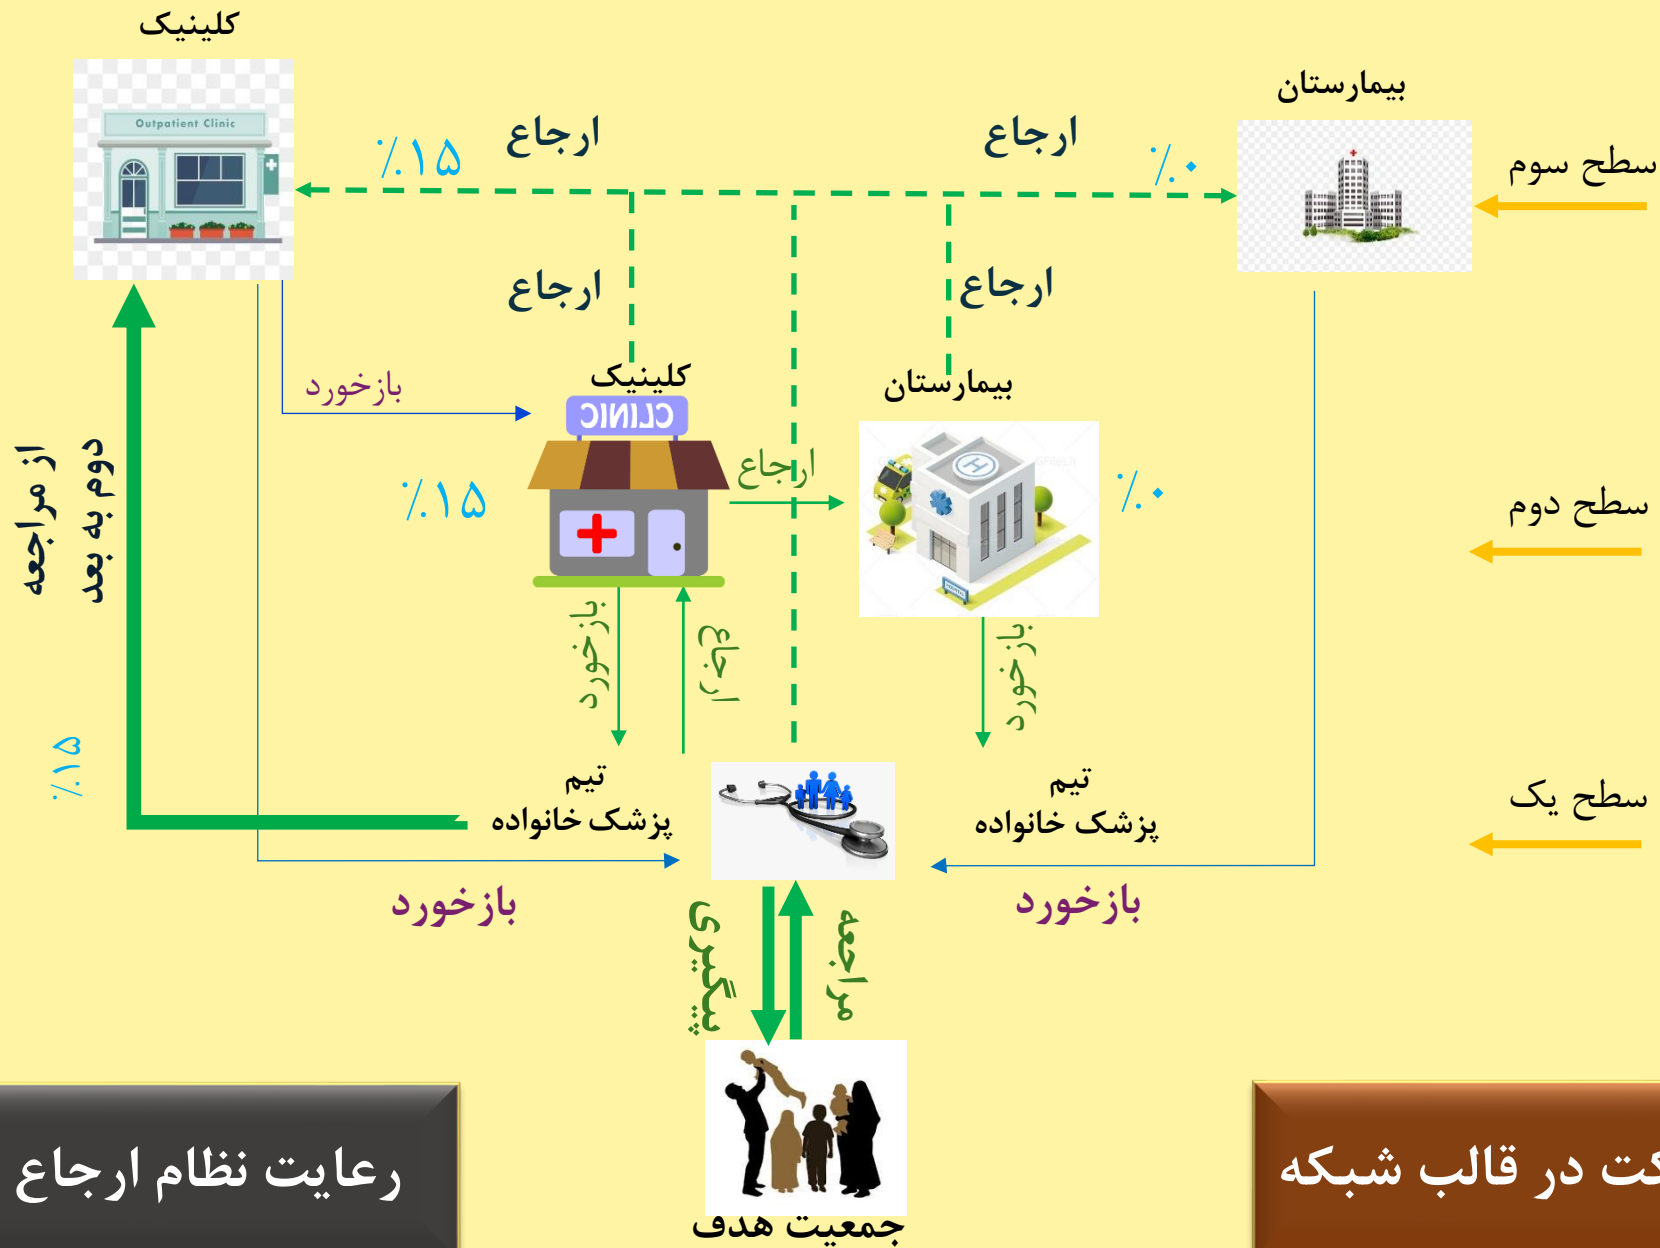 کلینیک
بیمارستان
Outpatient Clinic
ارجاع
ارجاع
٪۱۵
٪۰
سطح سوم
ارجاع
ارجاع
کلینیک
بیمارستان
بازخورد
CLINIC
ارجاع
٪۱۵
٪۰
سطح دوم
از مراجعه
دوم به بعد
بازخورد
ارجاع
بازخورد
٪۱۵
تیم
پزشک خانواده
تیم
پزشک خانواده
سطح یک
بازخورد
بازخورد
پیگیری
مراجعه
رعایت نظام ارجاع
در قالب شبکه
جمعیت هدف